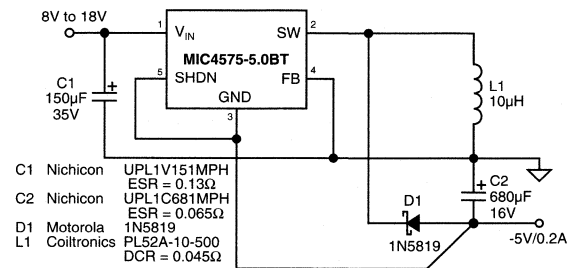 8V to 18V
1
V_IN
MIC4575-5.0BT
SW
2
5
SHDN
FB
4
GND
3
C1
150µF
35V
+
L1
10µH
C1 Nichicon UPL1V151MPH
ESR = 0.13Ω
C2 Nichicon UPL1C681MPH
ESR = 0.065Ω
D1 Motorola 1N5819
L1 Coiltronics PL52A-10-500
DCR = 0.045Ω
+
C2
680µF
16V
D1
1N5819
-5V/0.2A